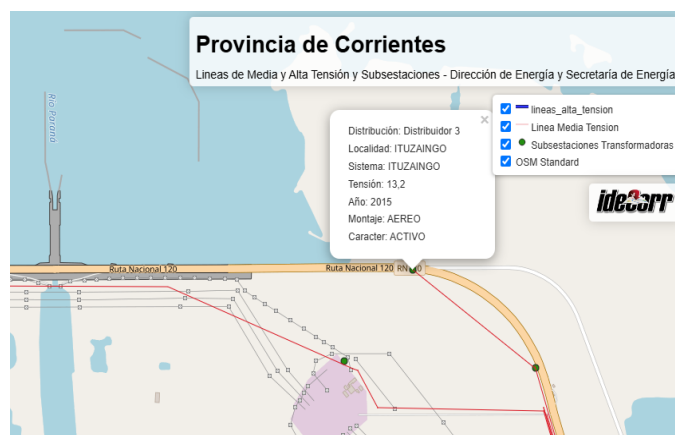 Provincia de Corrientes
Lineas de Media y Alta Tensión y Subsestaciones - Dirección de Energía y Secretaría de Energía
lineas_alta_tension
Linea Media Tension
Subsestaciones Transformadoras
OSM Standard
×
Distribución: Distribuidor 3
Localidad: ITUZAINGO
Sistema: ITUZAINGO
Tensión: 13,2
Año: 2015
Montaje: AEREO
Caracter: ACTIVO
idecorr
Río Paraná
Ruta Nacional 120
Ruta Nacional 120